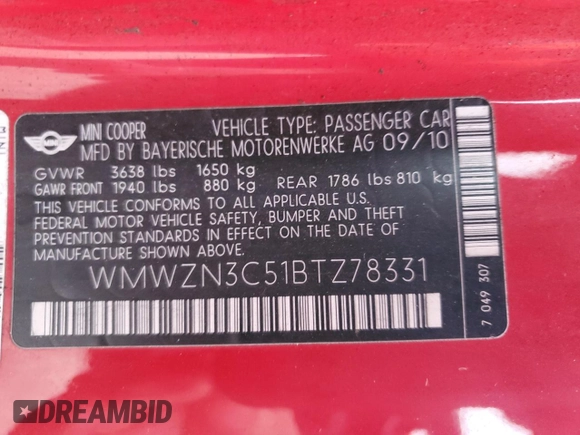 MINI
MINI COOPER VEHICLE TYPE: PASSENGER CAR
MFD BY BAYERISCHE MOTORENWERKE AG 09/10
GVWR 3638 lbs 1650 kg
GAWR FRONT 1940 lbs 880 kg REAR 1786 lbs 810 kg
THIS VEHICLE CONFORMS TO ALL APPLICABLE U.S.
FEDERAL MOTOR VEHICLE SAFETY, BUMPER AND THEFT
PREVENTION STANDARDS IN EFFECT ON THE DATE OF
MANUFACTURE SHOWN ABOVE.
WMWZN3C51BTZ78331
7 049 307
DREAMBID